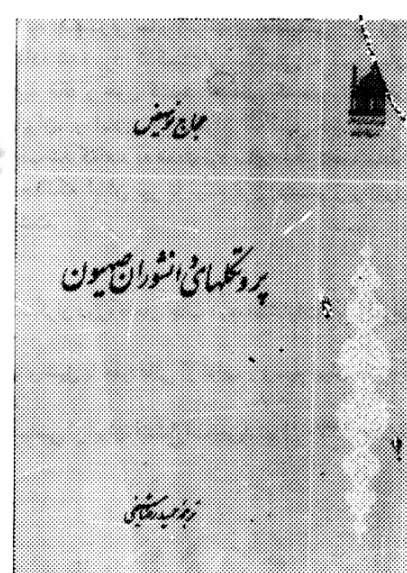 عجاج نویهض
پروتکلهای دانشوران صهیون
ترجمهٔ حمیدرضا شیخی